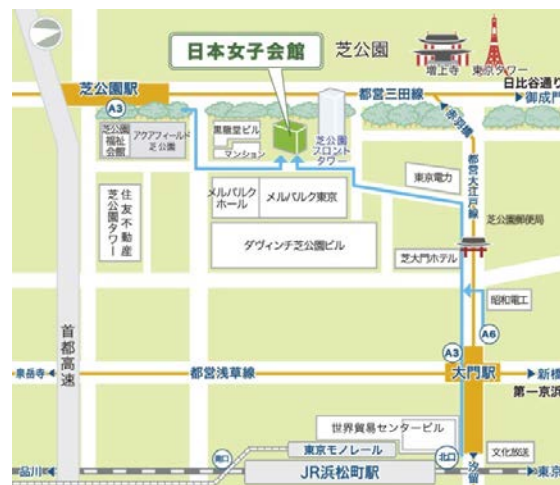 日本女子会館
芝公園
増上寺
東京タワー
日比谷通り
芝公園駅
都営三田線
御成門
A3
赤羽橋
芝公園
福祉
会館
アクアフィールド
芝公園
黒龍堂ビル
マンション
芝公園
フロント
タワー
都営大江戸線
東京電力
住友不動産
芝公園タワー
メルパルク
ホール
メルパルク東京
芝公園郵便局
ダヴィンチ芝公園ビル
芝大門ホテル
昭和電工
首都高速
A3
A6
泉岳寺
都営浅草線
大門駅
新橋
第一京浜
世界貿易センタービル
南口
東京モノレール
北口
文化放送
品川
JR浜松町駅
汐留
東京